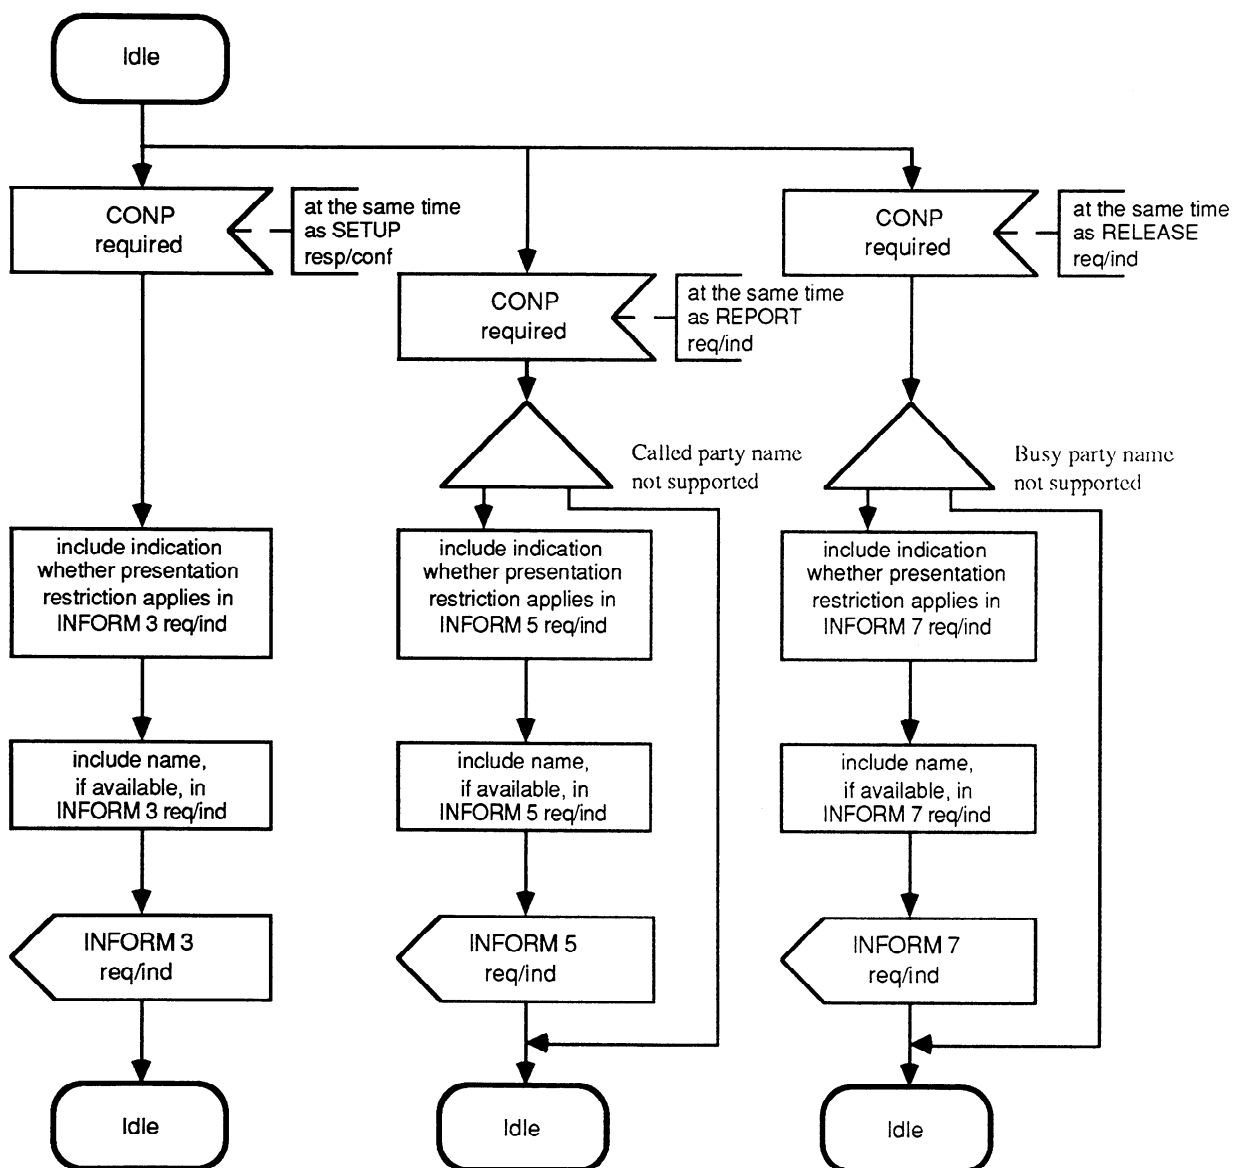 Idle
CONP
required
at the same time
as SETUP
resp/conf
CONP
required
at the same time
as REPORT
req/ind
CONP
required
at the same time
as RELEASE
req/ind
Called party name
not supported
Busy party name
not supported
include indication
whether presentation
restriction applies in
INFORM 3 req/ind
include indication
whether presentation
restriction applies in
INFORM 5 req/ind
include indication
whether presentation
restriction applies in
INFORM 7 req/ind
include name,
if available, in
INFORM 3 req/ind
include name,
if available, in
INFORM 5 req/ind
include name,
if available, in
INFORM 7 req/ind
INFORM 3
req/ind
INFORM 5
req/ind
INFORM 7
req/ind
Idle
Idle
Idle